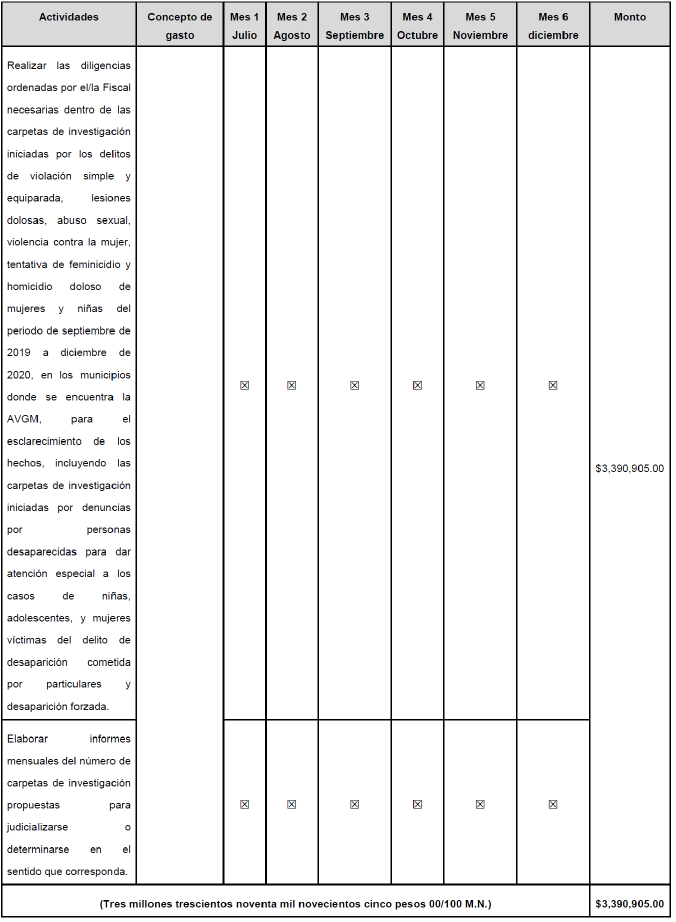 Actividades
Concepto de
gasto
Mes 1
Julio
Mes 2
Agosto
Mes 3
Septiembre
Mes 4
Octubre
Mes 5
Noviembre
Mes 6
diciembre
Monto
Realizar las diligencias
ordenadas por el/la Fiscal
necesarias dentro de las
carpetas de investigación
iniciadas por los delitos
de violación simple y
equiparada, lesiones
dolosas, abuso sexual,
violencia contra la mujer,
tentativa de feminicidio y
homicidio doloso de
mujeres y niñas del
periodo de septiembre de
2019 a diciembre de
2020, en los municipios
donde se encuentra la
AVGM, para el
esclarecimiento de los
hechos, incluyendo las
carpetas de investigación
iniciadas por denuncias
por personas
desaparecidas para dar
atención especial a los
casos de niñas,
adolescentes, y mujeres
víctimas del delito de
desaparición cometida
por particulares y
desaparición forzada.
☒ ☒ ☒ ☒ ☒ ☒
$3,390,905.00
Elaborar informes
mensuales del número de
carpetas de investigación
propuestas para
judicializarse o
determinarse en el
sentido que corresponda.
☒ ☒ ☒ ☒ ☒ ☒
(Tres millones trescientos noventa mil novecientos cinco pesos 00/100 M.N.) $3,390,905.00